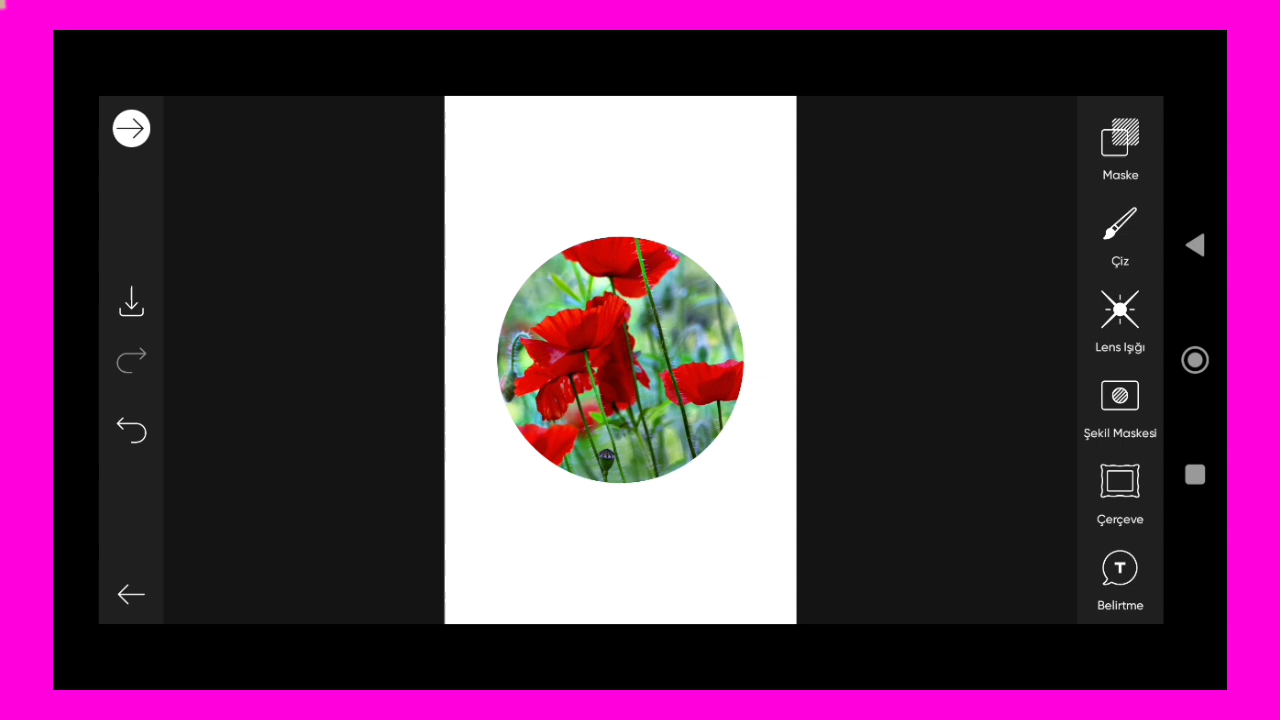 Maske
Çiz
Lens Işığı
Şekil Maskesi
Çerçeve
T
Belirtme